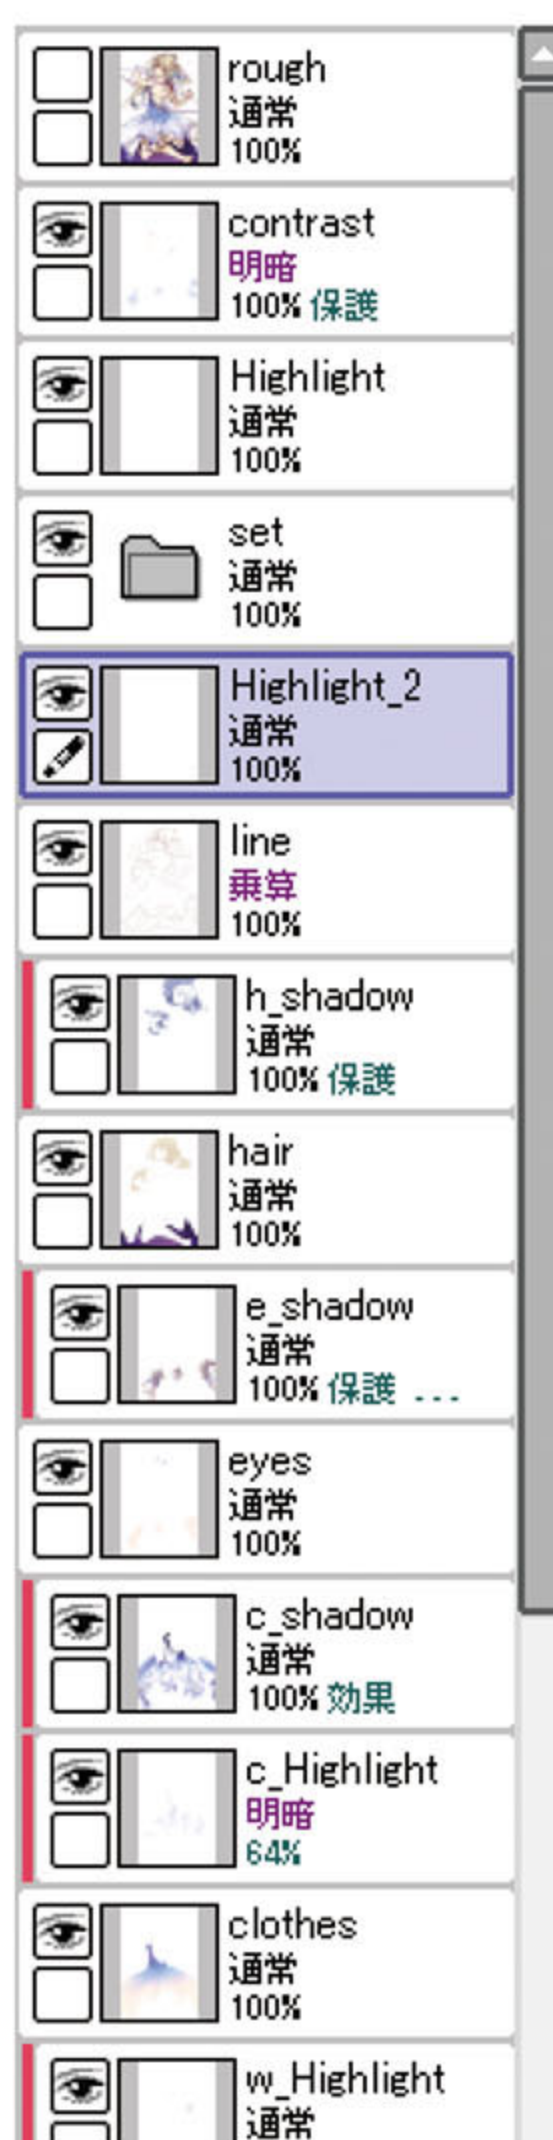 rough
通常
100%
contrast
明暗
100% 保護
Highlight
通常
100%
set
通常
100%
Highlight_2
通常
100%
line
乗算
100%
h_shadow
通常
100% 保護
hair
通常
100%
e_shadow
通常
100% 保護 ...
eyes
通常
100%
c_shadow
通常
100% 効果
c_Highlight
明暗
64%
clothes
通常
100%
w_Highlight
通常